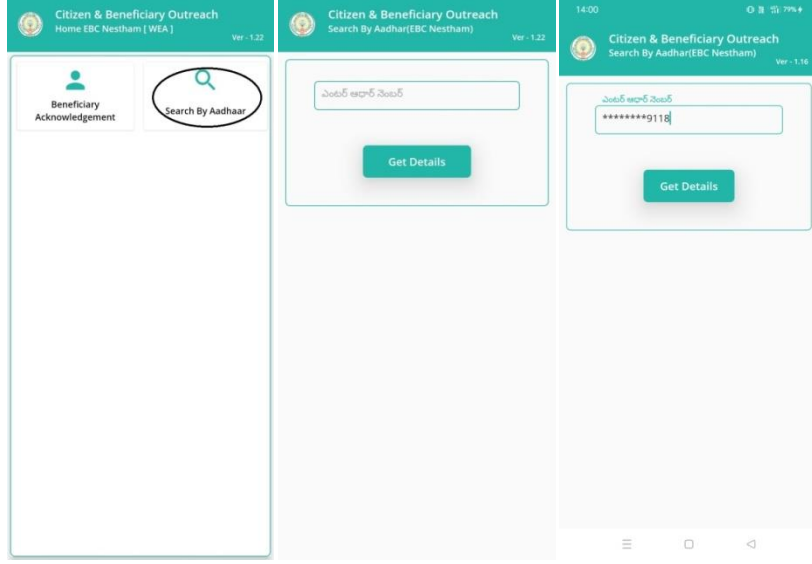 Citizen & Beneficiary Outreach
Home EBC Nestham [ WEA ]
Ver - 1.22
Beneficiary
Acknowledgement
Search By Aadhaar
Citizen & Beneficiary Outreach
Search By Aadhar(EBC Nestham)
Ver - 1.22
ఎంటర్ ఆధార్ నెంబర్
Get Details
14:00
79%
Citizen & Beneficiary Outreach
Search By Aadhar(EBC Nestham)
Ver - 1.16
ఎంటర్ ఆధార్ నెంబర్
********9118
Get Details